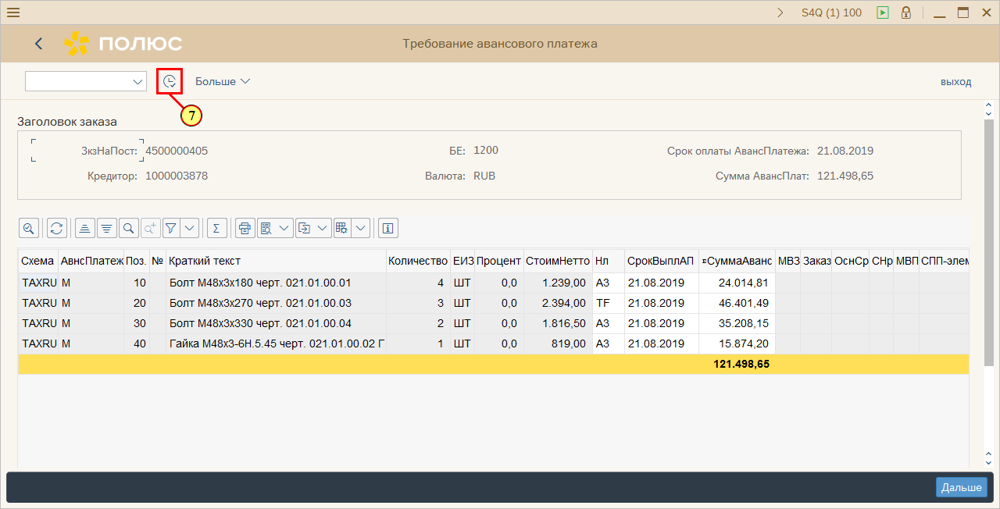 S4Q (1) 100
ПОЛЮС
Требование авансового платежа
Больше
выход
7
Заголовок заказа
ЗкзНаПост: 4500000405 БЕ: 1200 Срок оплаты АвансПлатежа: 21.08.2019
Кредитор: 1000003878 Валюта: RUB Сумма АвансПлат: 121.498,65
Схема АвнсПлатеж Поз. № Краткий текст Количество ЕИЗ Процент СтоимНетто Нл СрокВыплАП ¤СуммаАванс МВЗ Заказ ОснСр СНр МВП СПП-элем
TAXRU M 10 Болт М48х3х180 черт. 021.01.00.01 4 ШТ 0,0 1.239,00 A3 21.08.2019 24.014,81
TAXRU M 20 Болт М48х3х270 черт. 021.01.00.03 3 ШТ 0,0 2.394,00 TF 21.08.2019 46.401,49
TAXRU M 30 Болт М48х3х330 черт. 021.01.00.04 2 ШТ 0,0 1.816,50 A3 21.08.2019 35.208,15
TAXRU M 40 Гайка М48х3-6Н.5.45 черт. 021.01.00.02 Г 1 ШТ 0,0 819,00 A3 21.08.2019 15.874,20
121.498,65
Дальше